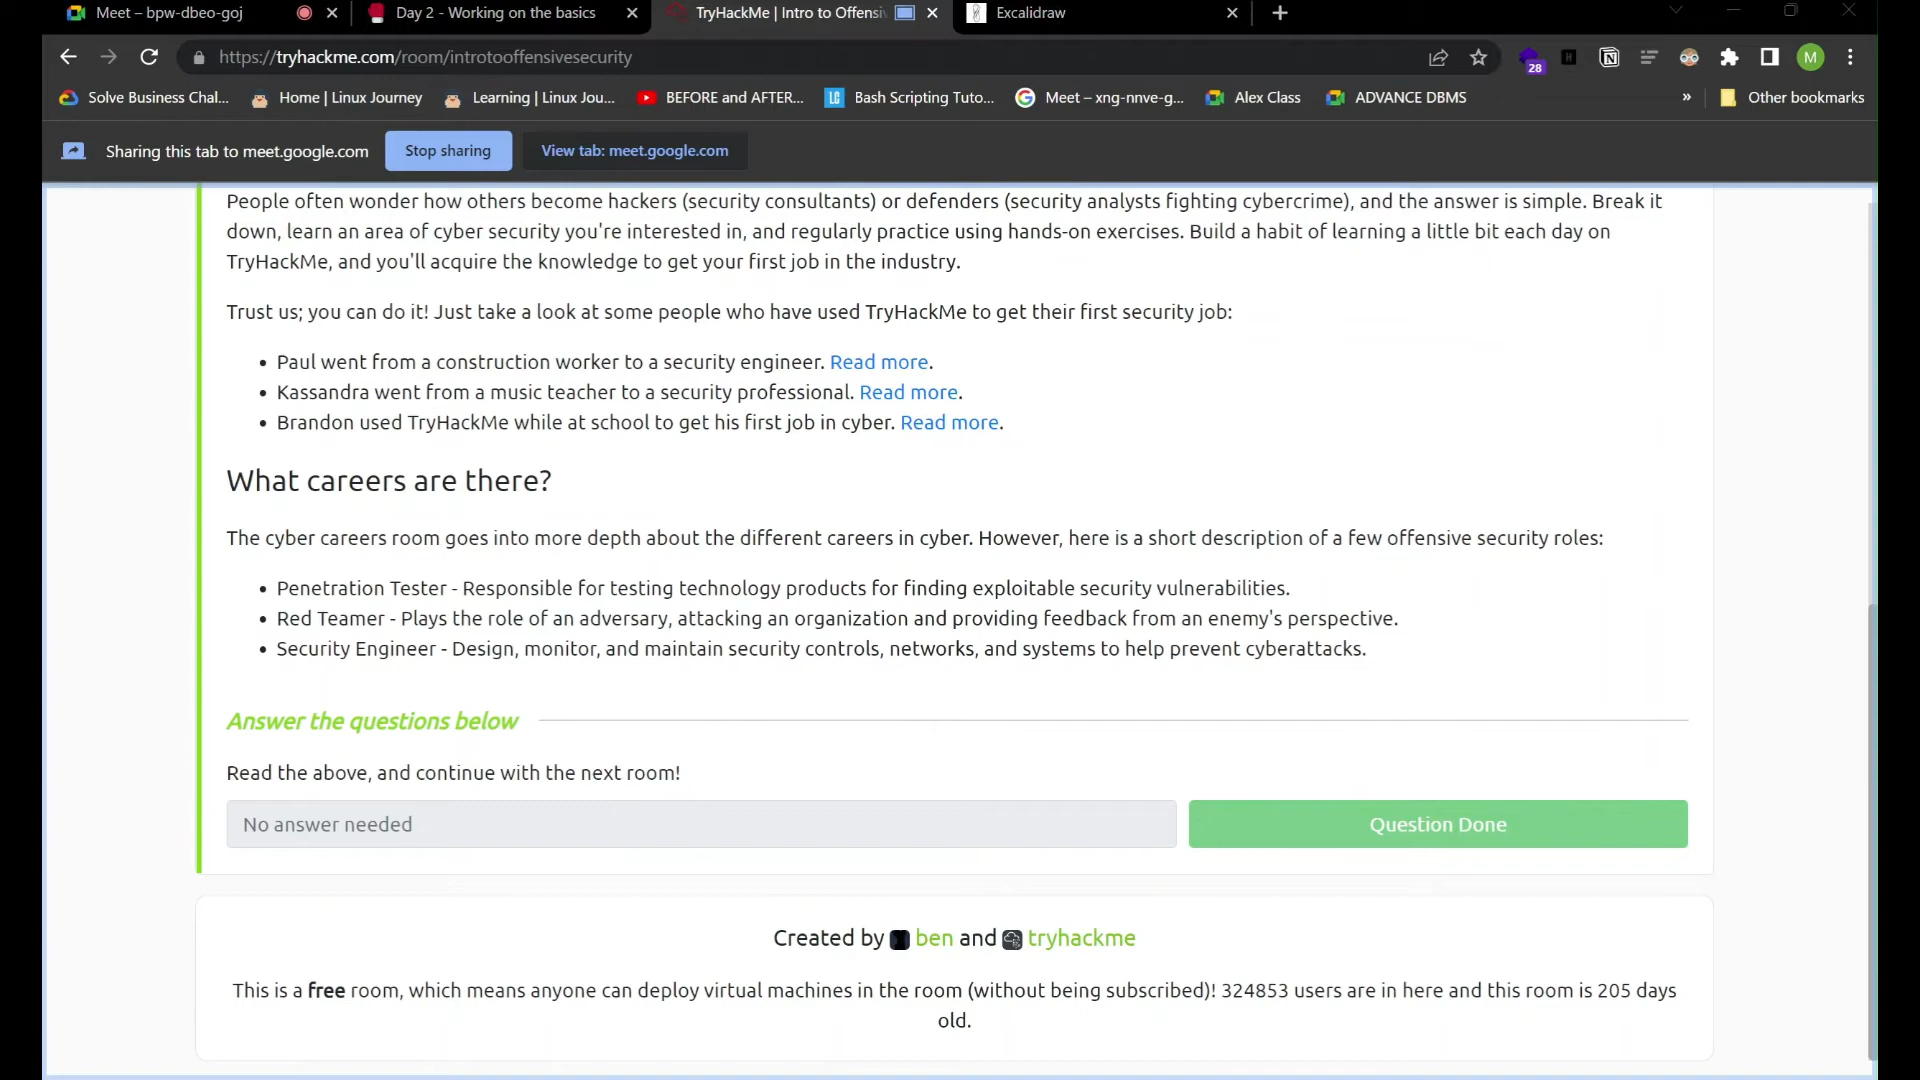 Meet – bpw-dbeo-goj
Day 2 - Working on the basics
TryHackMe | Intro to Offensi
Excalidraw
https://tryhackme.com/room/introtooffensivesecurity
28
M
Solve Business Chal...
Home | Linux Journey
Learning | Linux Jou...
BEFORE and AFTER...
LC
Bash Scripting Tuto...
Meet – xng-nnve-g...
Alex Class
ADVANCE DBMS
»
Other bookmarks
Sharing this tab to meet.google.com
Stop sharing
View tab: meet.google.com
People often wonder how others become hackers (security consultants) or defenders (security analysts fighting cybercrime), and the answer is simple. Break it
down, learn an area of cyber security you're interested in, and regularly practice using hands-on exercises. Build a habit of learning a little bit each day on
TryHackMe, and you'll acquire the knowledge to get your first job in the industry.
Trust us; you can do it! Just take a look at some people who have used TryHackMe to get their first security job:
• Paul went from a construction worker to a security engineer. Read more.
• Kassandra went from a music teacher to a security professional. Read more.
• Brandon used TryHackMe while at school to get his first job in cyber. Read more.
What careers are there?
The cyber careers room goes into more depth about the different careers in cyber. However, here is a short description of a few offensive security roles:
• Penetration Tester - Responsible for testing technology products for finding exploitable security vulnerabilities.
• Red Teamer - Plays the role of an adversary, attacking an organization and providing feedback from an enemy's perspective.
• Security Engineer - Design, monitor, and maintain security controls, networks, and systems to help prevent cyberattacks.
Answer the questions below
Read the above, and continue with the next room!
No answer needed
Question Done
Created by ben and tryhackme
This is a free room, which means anyone can deploy virtual machines in the room (without being subscribed)! 324853 users are in here and this room is 205 days
old.